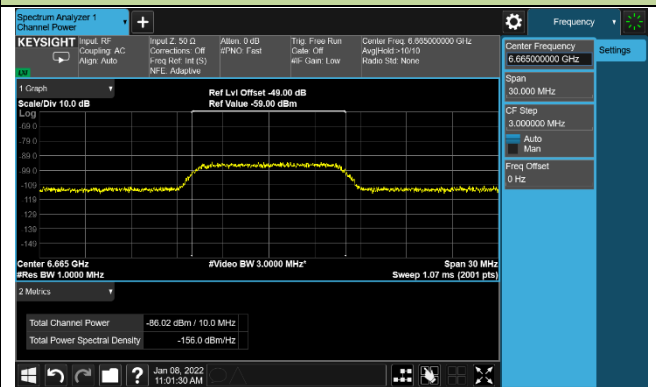 Spectrum Analyzer 1
Channel Power
+
Frequency
KEYSIGHT
Input: RF
Coupling: AC
Align: Auto
Input Z: 50 Ω
Corrections: Off
Freq Ref: Int (S)
NFE: Adaptive
Atten: 0 dB
#PNO: Fast
Trig: Free Run
Gate: Off
#IF Gain: Low
Center Freq: 6.665000000 GHz
Avg|Hold:>10/10
Radio Std: None
LXI
Center Frequency
6.665000000 GHz
Settings
Span
30.000 MHz
CF Step
3.000000 MHz
Auto
Man
Freq Offset
0 Hz
1 Graph
Scale/Div 10.0 dB
Ref Lvl Offset -49.00 dB
Ref Value -59.00 dBm
Log
-69.0
-79.0
-89.0
-99.0
-109
-119
-129
-139
-149
Center 6.665 GHz
#Video BW 3.0000 MHz*
Span 30 MHz
#Res BW 1.0000 MHz
Sweep 1.07 ms (2001 pts)
2 Metrics
Total Channel Power -86.02 dBm / 10.0 MHz
Total Power Spectral Density -156.0 dBm/Hz
?
Jan 08, 2022
11:01:30 AM